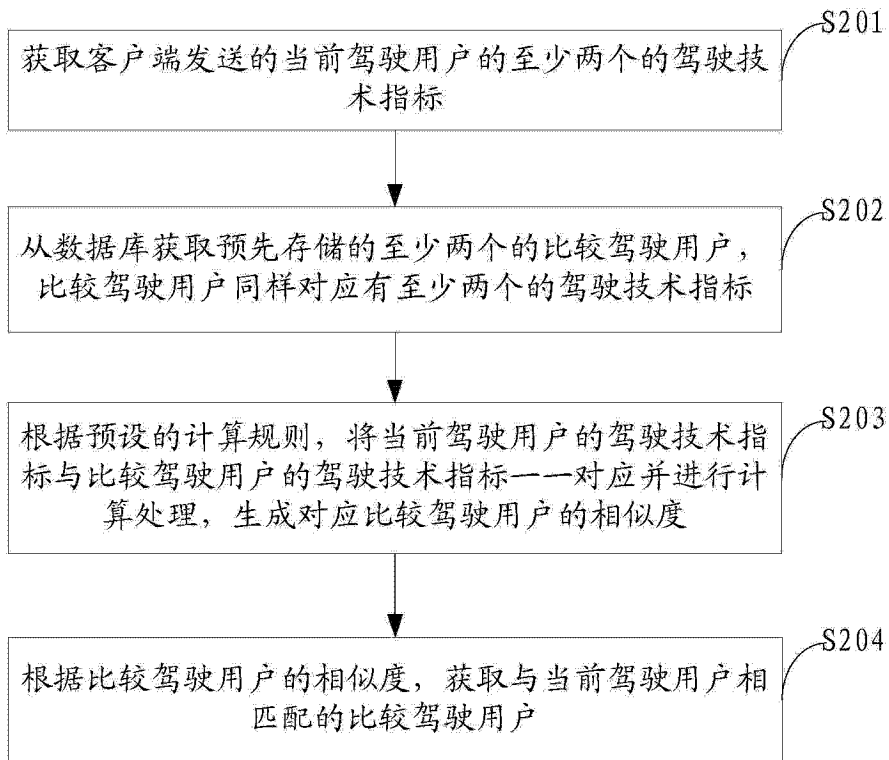 S201
获取客户端发送的当前驾驶用户的至少两个的驾驶技
术指标
S202
从数据库获取预先存储的至少两个的比较驾驶用户，
比较驾驶用户同样对应有至少两个的驾驶技术指标
S203
根据预设的计算规则，将当前驾驶用户的驾驶技术指
标与比较驾驶用户的驾驶技术指标一一对应并进行计
算处理，生成对应比较驾驶用户的相似度
S204
根据比较驾驶用户的相似度，获取与当前驾驶用户相
匹配的比较驾驶用户